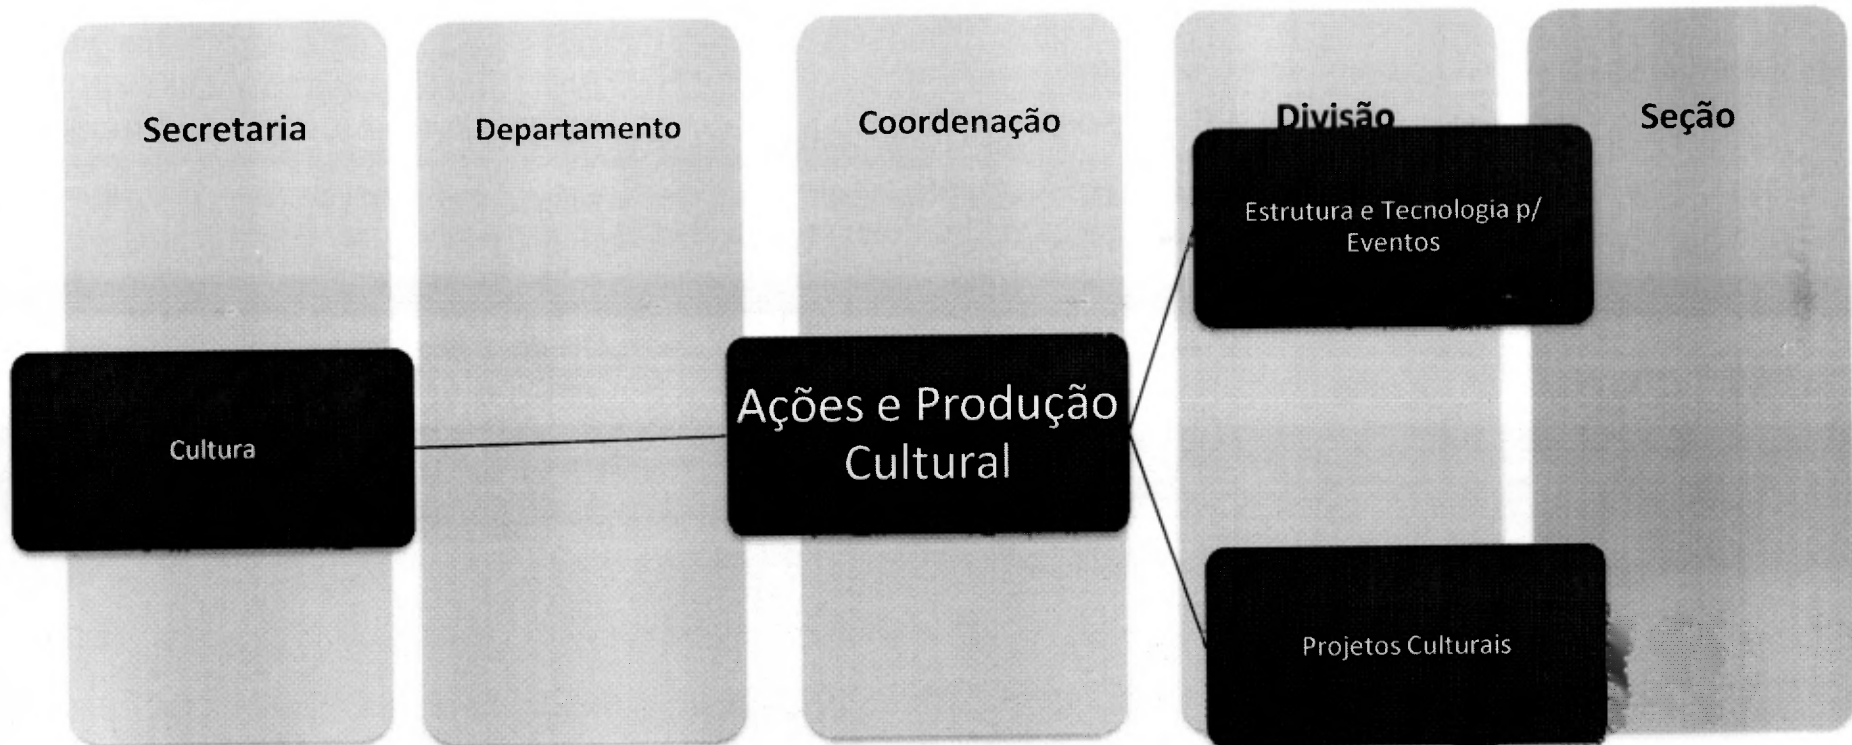 Secretaria
Departamento
Coordenação
Divisão
Seção
Estrutura e Tecnologia p/
Eventos
Cultura
Ações e Produção
Cultural
Projetos Culturais